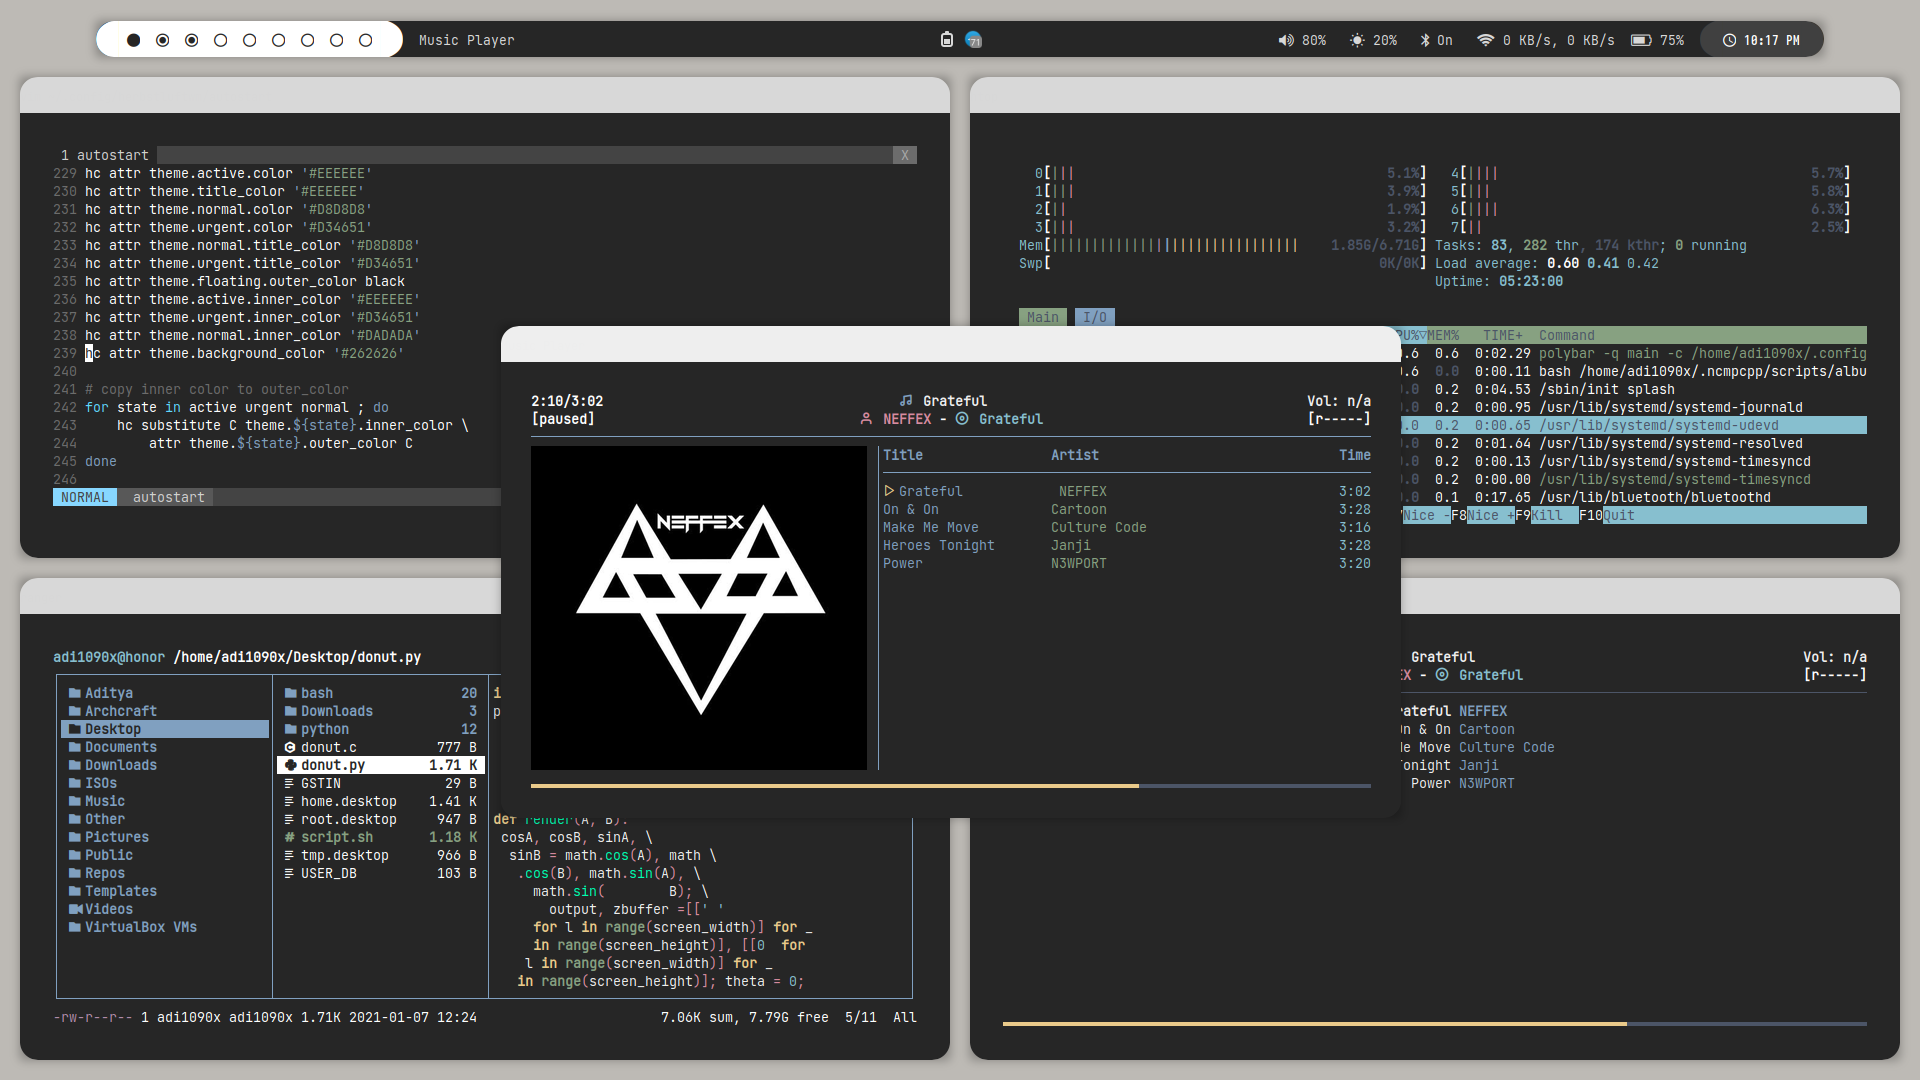 Music Player
71
80% 20% On 0 KB/s, 0 KB/s 75% 10:17 PM
1 autostart X
229 hc attr theme.active.color '#EEEEEE'
230 hc attr theme.title_color '#EEEEEE'
231 hc attr theme.normal.color '#D8D8D8'
232 hc attr theme.urgent.color '#D34651'
233 hc attr theme.normal.title_color '#D8D8D8'
234 hc attr theme.urgent.title_color '#D34651'
235 hc attr theme.floating.outer_color black
236 hc attr theme.active.inner_color '#EEEEEE'
237 hc attr theme.urgent.inner_color '#D34651'
238 hc attr theme.normal.inner_color '#DADADA'
239 hc attr theme.background_color '#262626'
240
241 # copy inner color to outer_color
242 for state in active urgent normal ; do
243     hc substitute C theme.${state}.inner_color \
244         attr theme.${state}.outer_color C
245 done
246
NORMAL autostart
0[||| 5.1%] 4[|||| 5.7%]
1[||| 3.9%] 5[||| 5.8%]
2[|| 1.9%] 6[|||| 6.3%]
3[||| 3.2%] 7[|| 2.5%]
Mem[||||||||||||||||||||||||||||||| 1.85G/6.71G] Tasks: 83, 282 thr, 174 kthr; 0 running
Swp[ 0K/0K] Load average: 0.60 0.41 0.42
Uptime: 05:23:00
Main I/O
PU%▽MEM% TIME+ Command
.6 0.6 0:02.29 polybar -q main -c /home/adi1090x/.config
.6 0.0 0:00.11 bash /home/adi1090x/.ncmpcpp/scripts/albu
.0 0.2 0:04.53 /sbin/init splash
.0 0.2 0:00.95 /usr/lib/systemd/systemd-journald
.0 0.2 0:00.65 /usr/lib/systemd/systemd-udevd
.0 0.2 0:01.64 /usr/lib/systemd/systemd-resolved
.0 0.2 0:00.13 /usr/lib/systemd/systemd-timesyncd
.0 0.2 0:00.00 /usr/lib/systemd/systemd-timesyncd
.0 0.1 0:17.65 /usr/lib/bluetooth/bluetoothd
Nice -F8Nice +F9Kill F10Quit
2:10/3:02 Grateful Vol: n/a
[paused] NEFFEX - Grateful [r-----]
NEFFEX
Title Artist Time
Grateful NEFFEX 3:02
On & On Cartoon 3:28
Make Me Move Culture Code 3:16
Heroes Tonight Janji 3:28
Power N3WPORT 3:20
adi1090x@honor /home/adi1090x/Desktop/donut.py
Aditya
Archcraft
Desktop
Documents
Downloads
ISOs
Music
Other
Pictures
Public
Repos
Templates
Videos
VirtualBox VMs
bash 20
Downloads 3
python 12
donut.c 777 B
donut.py 1.71 K
GSTIN 29 B
home.desktop 1.41 K
root.desktop 947 B
script.sh 1.18 K
tmp.desktop 966 B
USER_DB 103 B
i
p
def render(A, B):
cosA, cosB, sinA, \
sinB = math.cos(A), math \
.cos(B), math.sin(A), \
math.sin(        B); \
output, zbuffer =[[' '
for l in range(screen_width)] for _
in range(screen_height)], [[0  for
l in range(screen_width)] for _
in range(screen_height)]; theta = 0;
-rw-r--r-- 1 adi1090x adi1090x 1.71K 2021-01-07 12:24 7.06K sum, 7.79G free 5/11 All
Grateful Vol: n/a
EX - Grateful [r-----]
rateful NEFFEX
On & On Cartoon
e Move Culture Code
onight Janji
Power N3WPORT